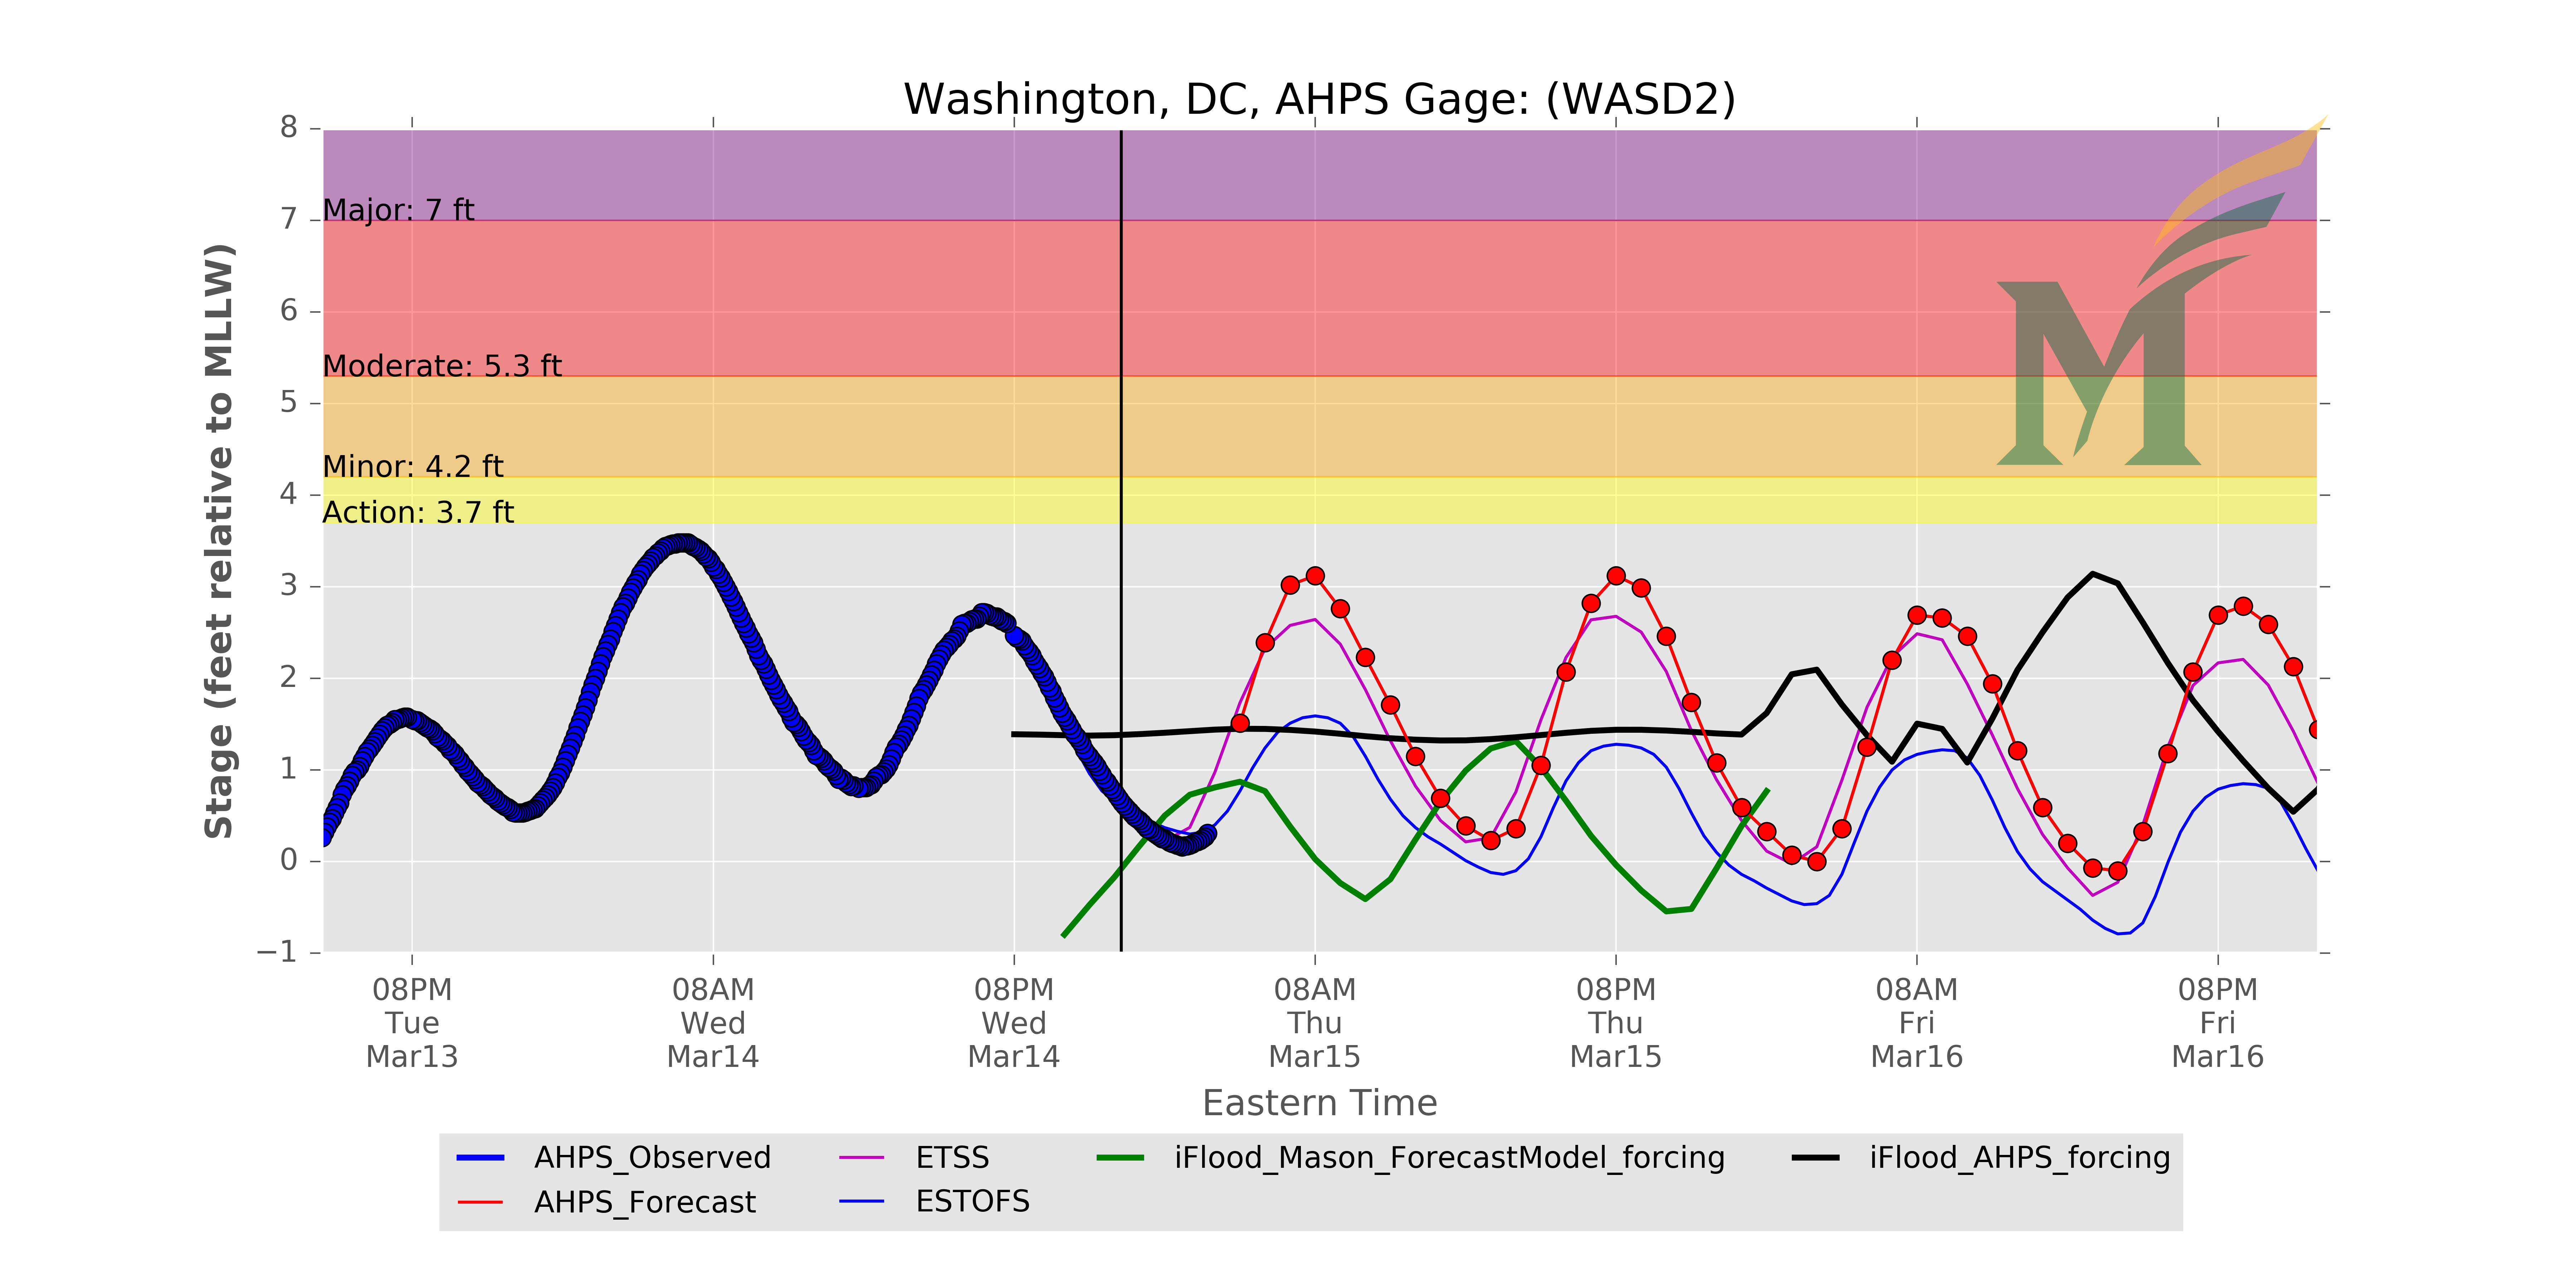 Washington, DC, AHPS Gage: (WASD2)
Stage (feet relative to MLLW)
8
7
6
5
4
3
2
1
0
−1
Major: 7 ft
Moderate: 5.3 ft
Minor: 4.2 ft
Action: 3.7 ft
08PM 08AM 08PM 08AM 08PM 08AM 08PM
Tue Wed Wed Thu Thu Fri Fri
Mar13 Mar14 Mar14 Mar15 Mar15 Mar16 Mar16
Eastern Time
AHPS_Observed ETSS iFlood_Mason_ForecastModel_forcing iFlood_AHPS_forcing
AHPS_Forecast ESTOFS
M